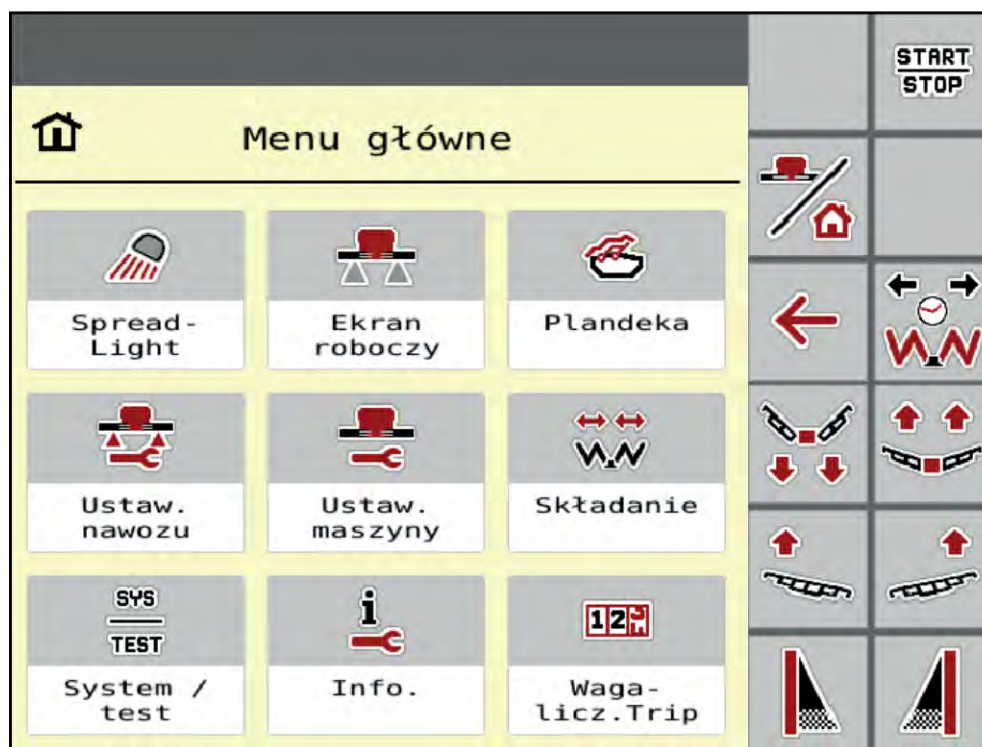 START
STOP
Menu główne
Spread-
Light
Ekran
roboczy
Plandeka
Ustaw.
nawozu
Ustaw.
maszyny
Składanie
SYS
TEST
i
12
System /
test
Info.
Waga-
licz.Trip